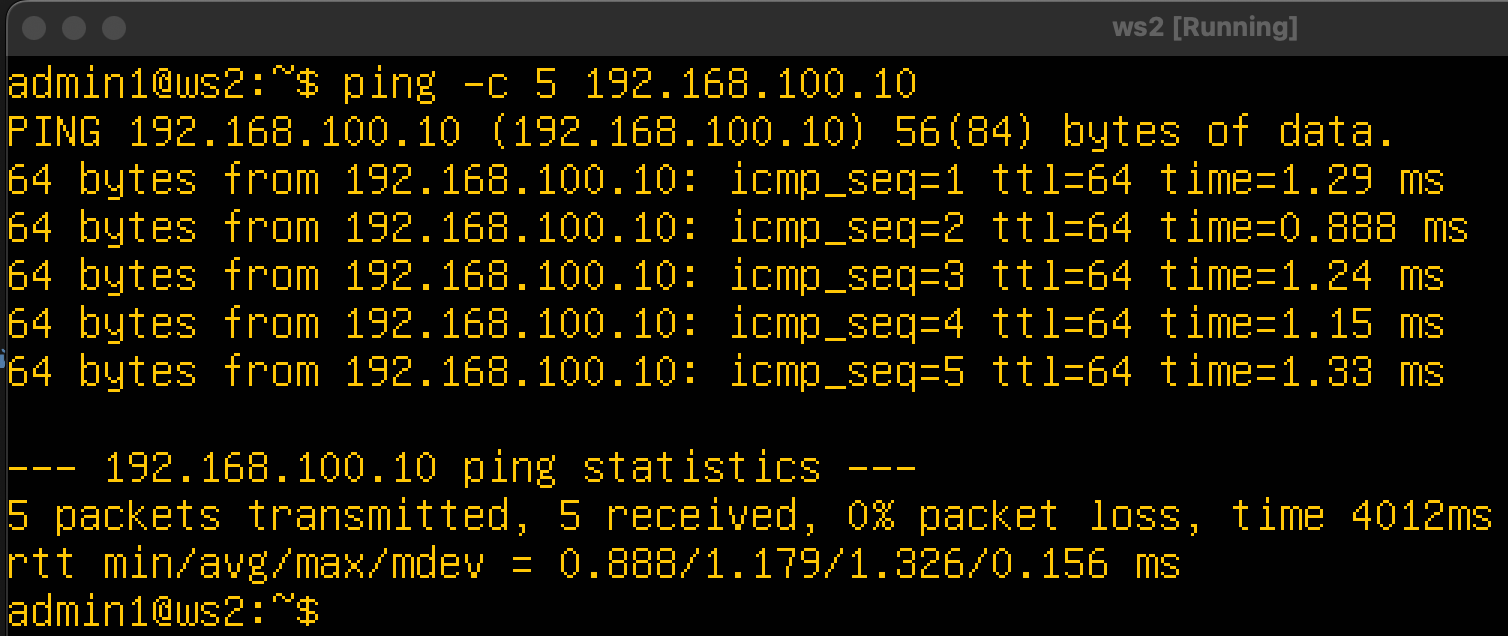 ws2 [Running]
admin1@ws2:~$ ping -c 5 192.168.100.10
PING 192.168.100.10 (192.168.100.10) 56(84) bytes of data.
64 bytes from 192.168.100.10: icmp_seq=1 ttl=64 time=1.29 ms
64 bytes from 192.168.100.10: icmp_seq=2 ttl=64 time=0.888 ms
64 bytes from 192.168.100.10: icmp_seq=3 ttl=64 time=1.24 ms
64 bytes from 192.168.100.10: icmp_seq=4 ttl=64 time=1.15 ms
64 bytes from 192.168.100.10: icmp_seq=5 ttl=64 time=1.33 ms
--- 192.168.100.10 ping statistics ---
5 packets transmitted, 5 received, 0% packet loss, time 4012ms
rtt min/avg/max/mdev = 0.888/1.179/1.326/0.156 ms
admin1@ws2:~$